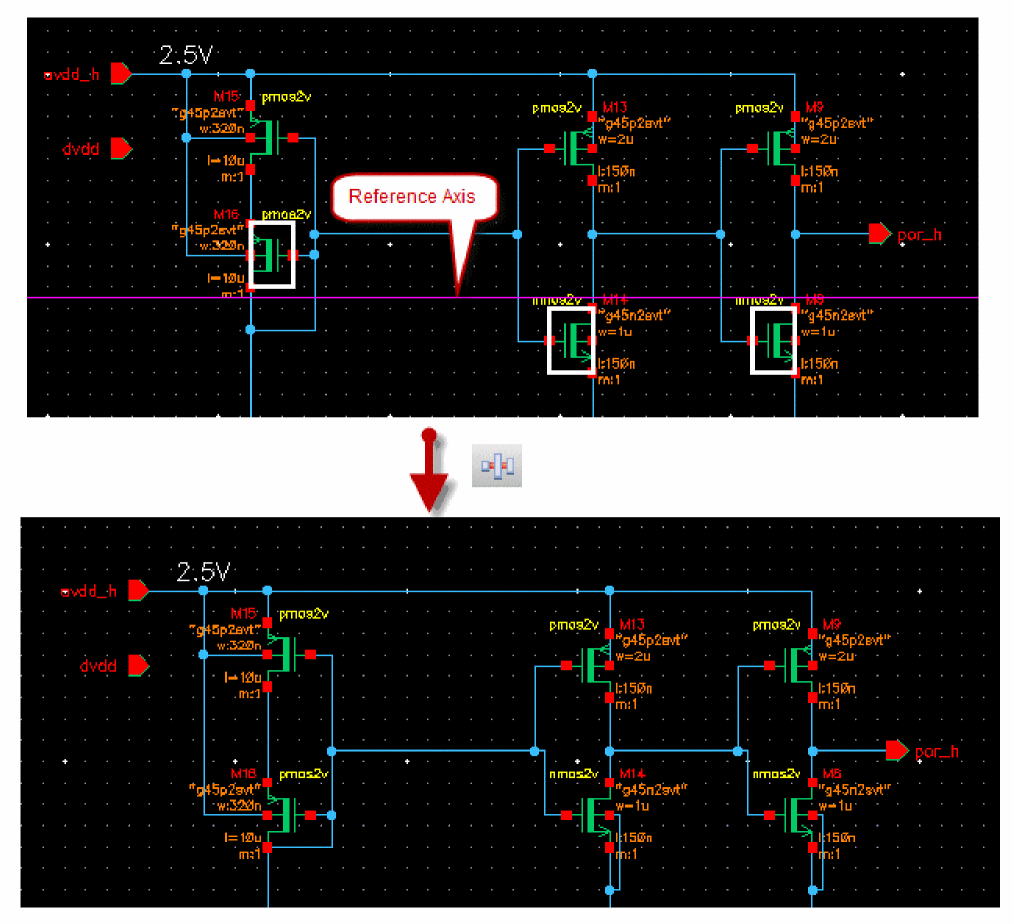 2.5V
avdd_h
M15 pmos2v
"g45p2svt"
w:320n
l=10u
m:1
dvdd
pmos2v M13
"g45p2svt"
w=2u
l:150n
m:1
pmos2v M9
"g45p2svt"
w=2u
l:150n
m:1
Reference Axis
M16 pmos2v
"g45p2svt"
w:320n
l=10u
m:1
por_h
nmos2v M14
"g45n2svt"
w=1u
l:150n
m:1
nmos2v
"g45n2svt"
w=1u
l:150n
m:1
2.5V
avdd_h
M15 pmos2v
"g45p2svt"
w:320n
l=10u
m:1
dvdd
pmos2v M13
"g45p2svt"
w=2u
l:150n
m:1
pmos2v M9
"g45p2svt"
w=2u
l:150n
m:1
por_h
M16 pmos2v
"g45p2svt"
w:320n
l=10u
m:1
nmos2v M14
"g45n2svt"
w=1u
l:150n
m:1
nmos2v
"g45n2svt"
w=1u
l:150n
m:1